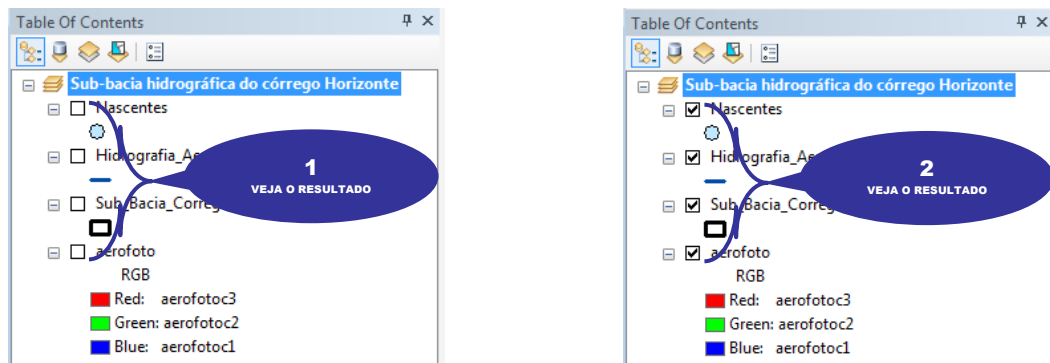 Table Of Contents
Sub-bacia hidrográfica do córrego Horizonte
Nascentes
Hidrografia_Ae
Sub_Bacia_Correg
aerofoto
RGB
Red: aerofotoc3
Green: aerofotoc2
Blue: aerofotoc1
1
VEJA O RESULTADO
Table Of Contents
Sub-bacia hidrográfica do córrego Horizonte
Nascentes
Hidrografia_Ae
Sub_Bacia_Correg
aerofoto
RGB
Red: aerofotoc3
Green: aerofotoc2
Blue: aerofotoc1
2
VEJA O RESULTADO